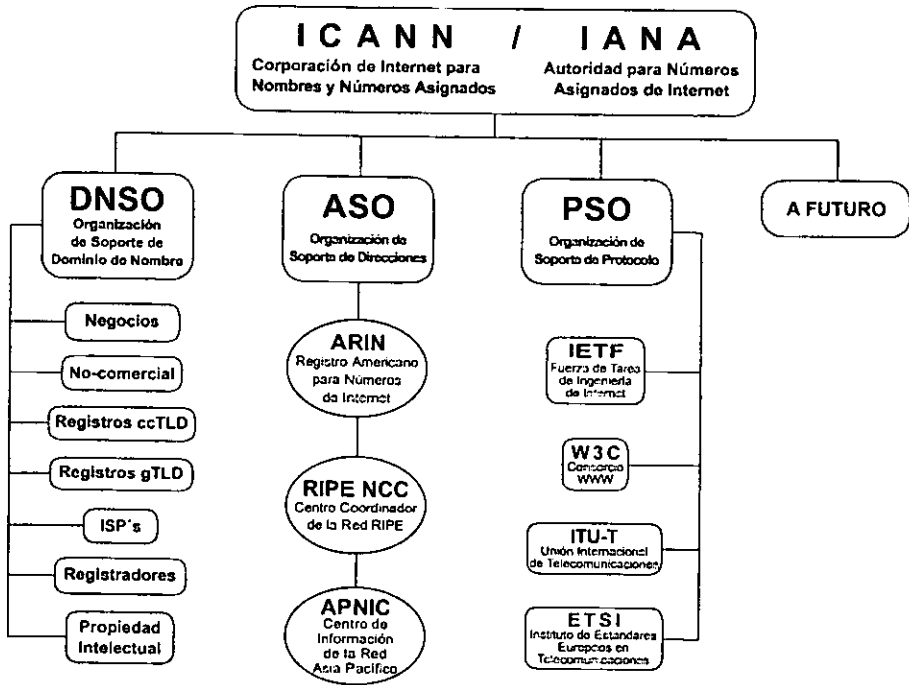 ICANN / IANA
Corporación de Internet para
Nombres y Números Asignados
Autoridad para Números
Asignados de Internet
DNSO
Organización
de Soporte de
Dominio de Nombre
Negocios
No-comercial
Registros ccTLD
Registros gTLD
ISP´s
Registradores
Propiedad
Intelectual
ASO
Organización de
Soporte de Direcciones
ARIN
Registro Americano
para Números
de Internet
RIPE NCC
Centro Coordinador
de la Red RIPE
APNIC
Centro de
Información
de la Red
Asia Pacífico
PSO
Organización de
Soporte de Protocolo
IETF
Fuerza de Tarea
de Ingeniería
de Internet
W3C
Consorcio
WWW
ITU-T
Unión Internacional
de Telecomunicaciones
ETSI
Instituto de Estandares
Europeos en
Telecomunicaciones
A FUTURO